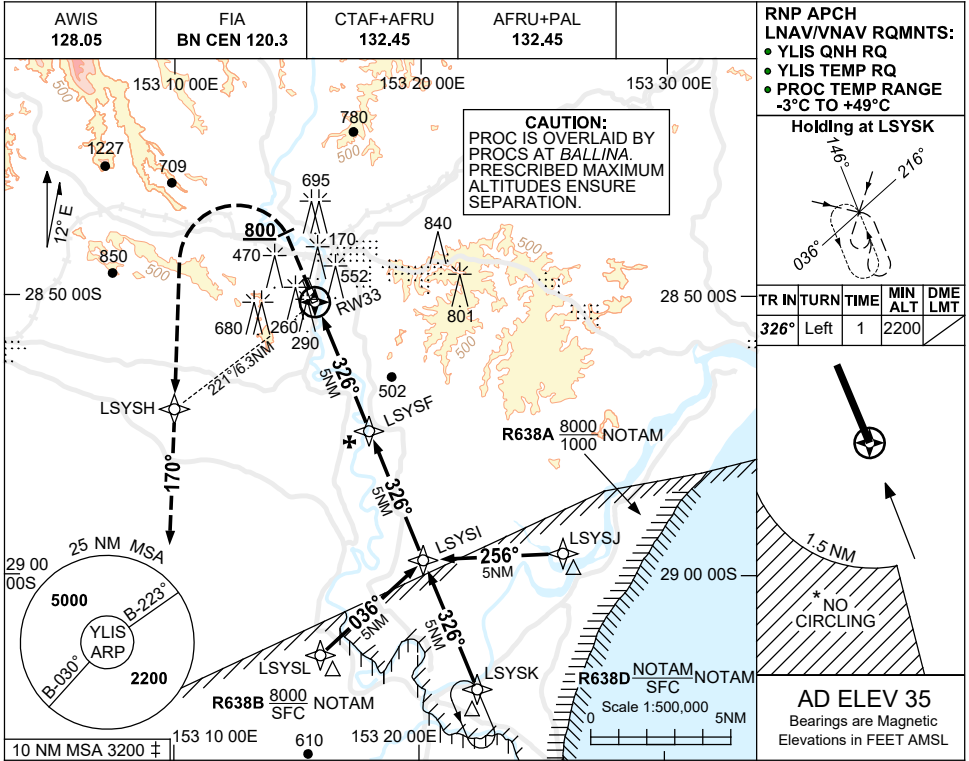 AWIS
128.05
FIA
BN CEN 120.3
CTAF+AFRU
132.45
AFRU+PAL
132.45
RNP APCH
LNAV/VNAV RQMNTS:
• YLIS QNH RQ
• YLIS TEMP RQ
• PROC TEMP RANGE
-3°C TO +49°C
153 10 00E
153 20 00E
153 30 00E
500
780
500
CAUTION:
PROC IS OVERLAID BY
PROCS AT BALLINA.
PRESCRIBED MAXIMUM
ALTITUDES ENSURE
SEPARATION.
1227
709
695
12° E
800
170
840
500
470
552
850
500
28 50 00S
RW33
801
28 50 00S
680
260
290
500
221°/6.3NM
326°
5NM
502
LSYSH
LSYSF
R638A 8000
1000 NOTAM
170°
326°
5NM
LSYSI
LSYSJ
256°
5NM
29 00
00S
29 00 00S
25 NM MSA
5000
B-223°
YLIS
ARP
B-030°
2200
036°
5NM
326°
5NM
LSYSL
LSYSK
R638B 8000
SFC NOTAM
R638D NOTAM
SFC NOTAM
Scale 1:500,000
0
5NM
153 10 00E
153 20 00E
610
10 NM MSA 3200 ‡
Holding at LSYSK
146°
216°
036°
TR IN
TURN
TIME
MIN
ALT
DME
LMT
326°
Left
1
2200
1.5 NM
* NO
CIRCLING
AD ELEV 35
Bearings are Magnetic
Elevations in FEET AMSL